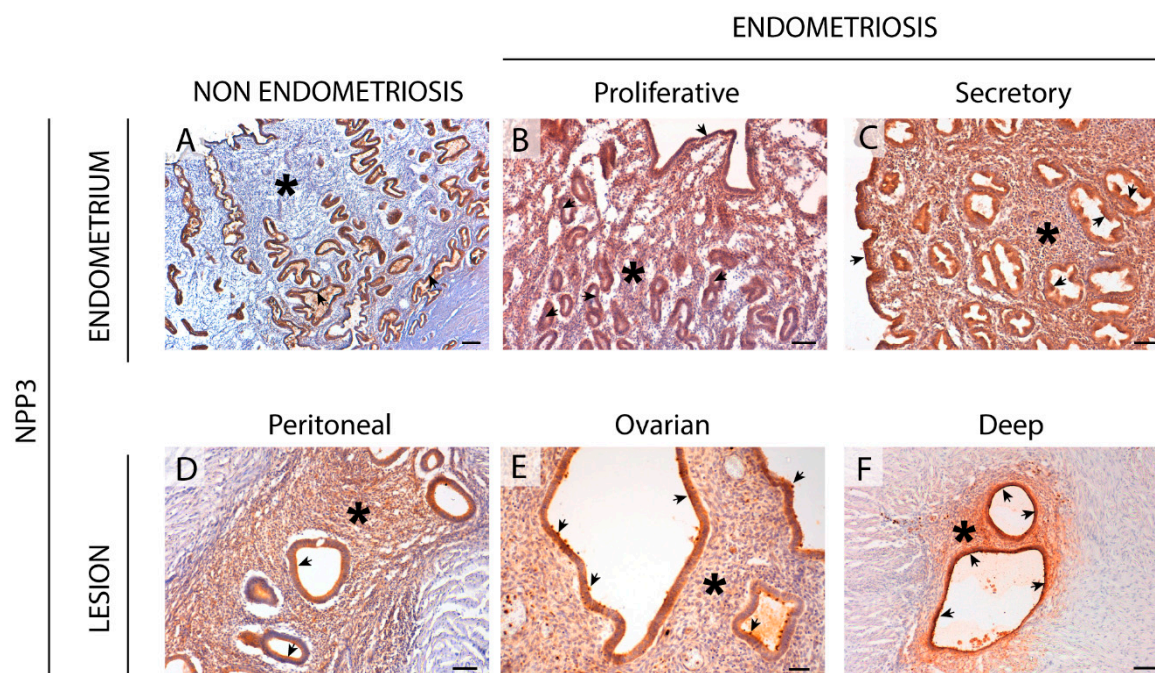 ENDOMETRIOSIS
NON ENDOMETRIOSIS
Proliferative
Secretory
NPP3
ENDOMETRIUM
A
B
C
Peritoneal
Ovarian
Deep
LESION
D
E
F